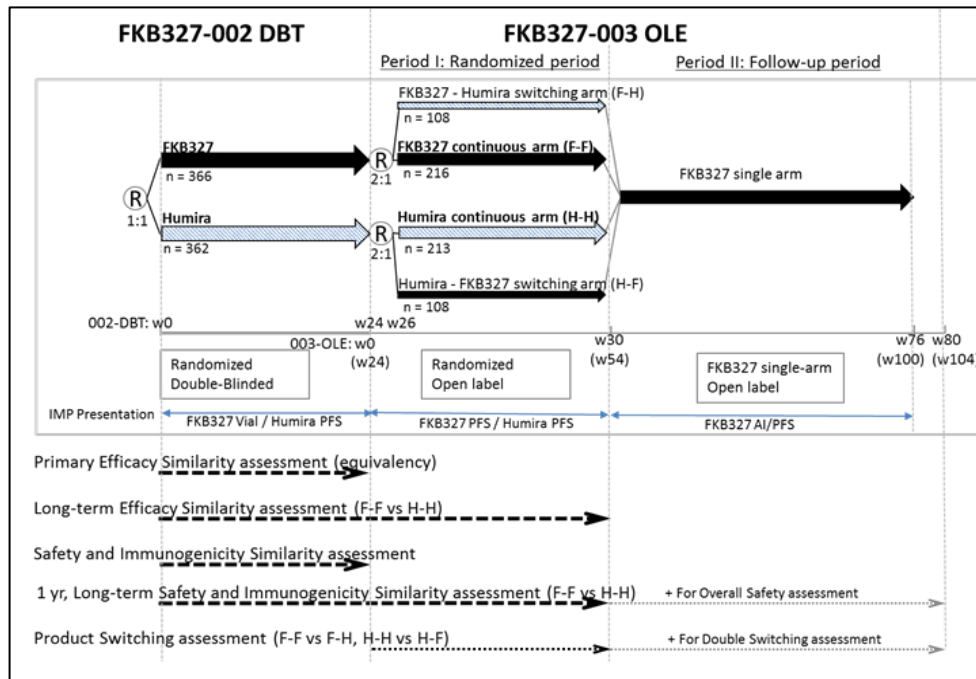 FKB327-002 DBT FKB327-003 OLE
Period I: Randomized period Period II: Follow-up period
FKB327 - Humira switching arm (F-H)
n = 108
FKB327 FKB327 continuous arm (F-F) FKB327 single arm
R
n = 366 2:1 n = 216
R
1:1
Humira Humira continuous arm (H-H)
R
n = 362 2:1 n = 213
Humira - FKB327 switching arm (H-F)
n = 108
002-DBT: w0 w24 w26
003-OLE: w0 w30 w76 w80
(w24) (w54) (w100) (w104)
Randomized Randomized FKB327 single-arm
Double-Blinded Open label Open label
IMP Presentation FKB327 Vial / Humira PFS FKB327 PFS / Humira PFS FKB327 AI/PFS
Primary Efficacy Similarity assessment (equivalency)
Long-term Efficacy Similarity assessment (F-F vs H-H)
Safety and Immunogenicity Similarity assessment
1 yr, Long-term Safety and Immunogenicity Similarity assessment (F-F vs H-H) + For Overall Safety assessment
Product Switching assessment (F-F vs F-H, H-H vs H-F) + For Double Switching assessment